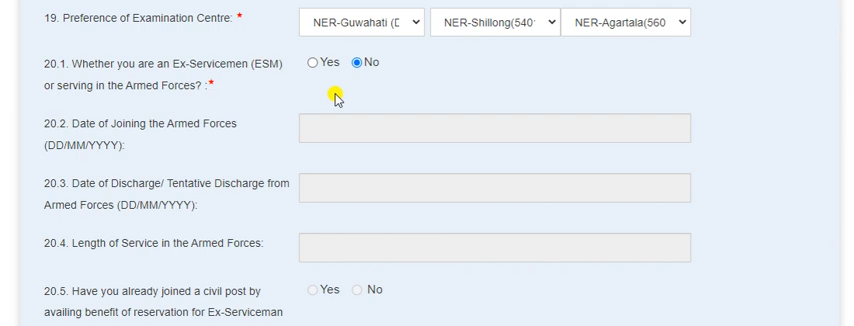 19. Preference of Examination Centre: *
NER-Guwahati (D NER-Shillong(540 NER-Agartala(560
20.1. Whether you are an Ex-Servicemen (ESM)
or serving in the Armed Forces? :*
Yes No
20.2. Date of Joining the Armed Forces
(DD/MM/YYYY):
20.3. Date of Discharge/ Tentative Discharge from
Armed Forces (DD/MM/YYYY):
20.4. Length of Service in the Armed Forces:
20.5. Have you already joined a civil post by
availing benefit of reservation for Ex-Serviceman
Yes No